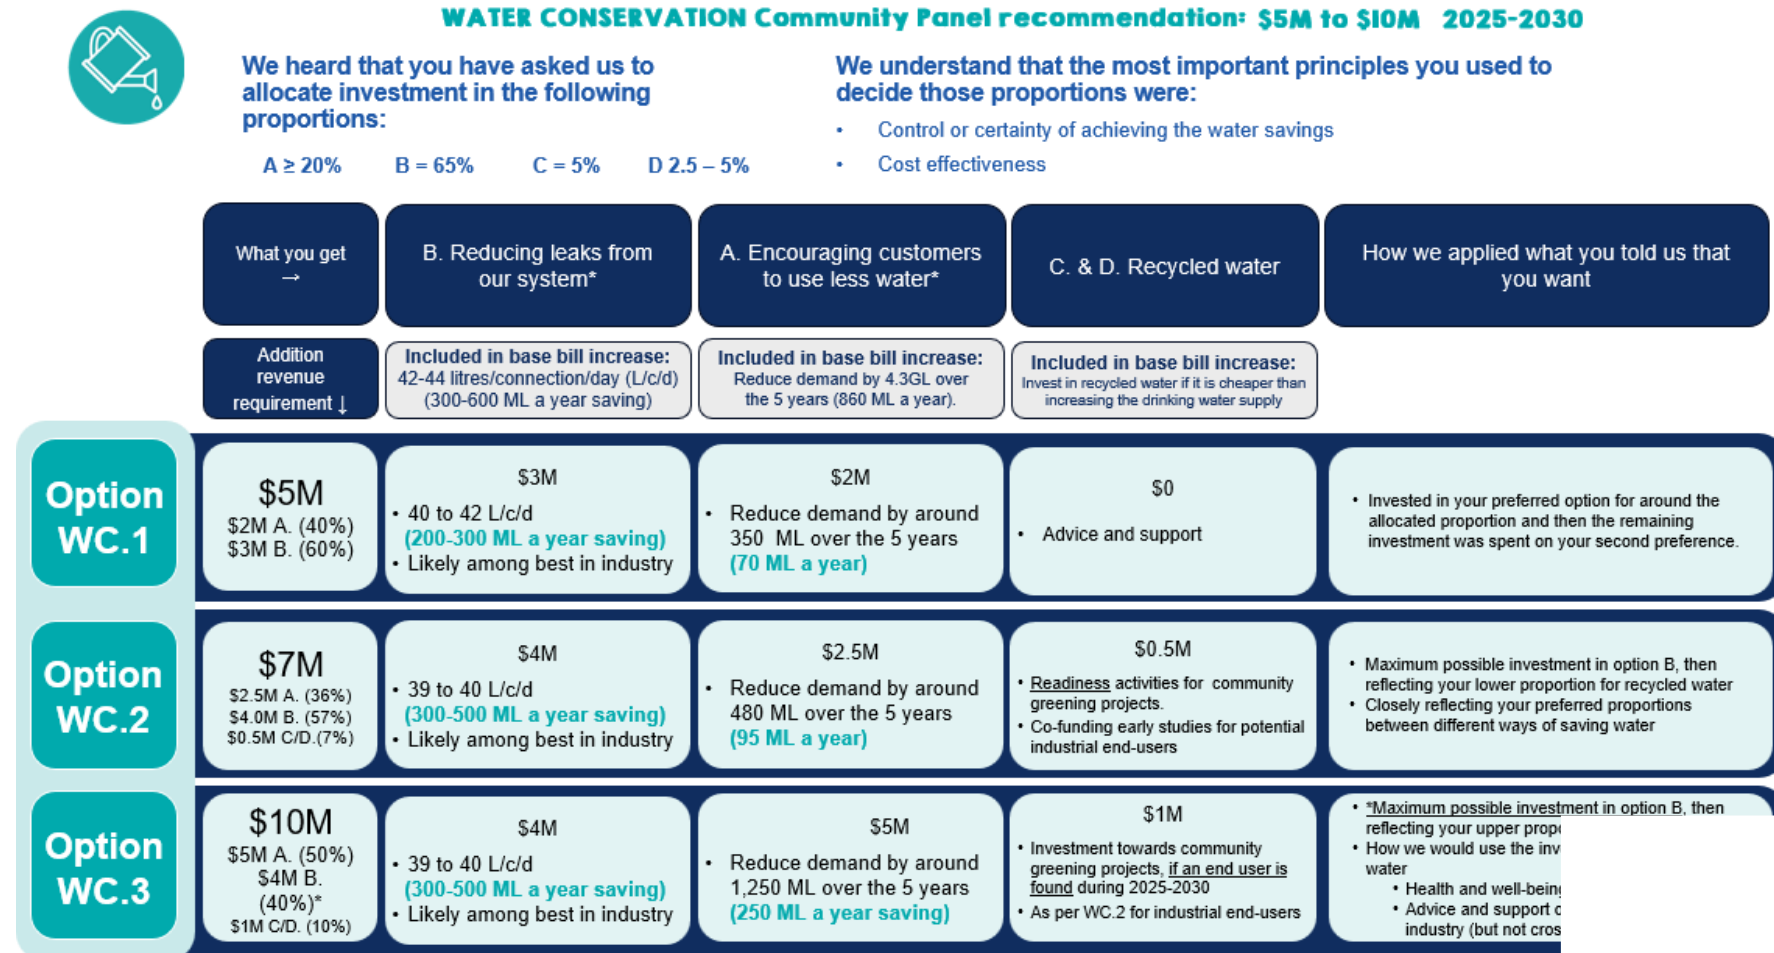 WATER CONSERVATION Community Panel recommendation: $5M to $10M 2025-2030
We heard that you have asked us to
allocate investment in the following
proportions:
A ≥ 20% B = 65% C = 5% D 2.5 – 5%
We understand that the most important principles you used to
decide those proportions were:
• Control or certainty of achieving the water savings
• Cost effectiveness
What you get
→
B. Reducing leaks from
our system*
A. Encouraging customers
to use less water*
C. & D. Recycled water
How we applied what you told us that
you want
Addition
revenue
requirement ↓
Included in base bill increase:
42-44 litres/connection/day (L/c/d)
(300-600 ML a year saving)
Included in base bill increase:
Reduce demand by 4.3GL over
the 5 years (860 ML a year).
Included in base bill increase:
Invest in recycled water if it is cheaper than
increasing the drinking water supply
Option
WC.1
$5M
$2M A. (40%)
$3M B. (60%)
$3M
• 40 to 42 L/c/d
(200-300 ML a year saving)
• Likely among best in industry
$2M
• Reduce demand by around
350 ML over the 5 years
(70 ML a year)
$0
• Advice and support
• Invested in your preferred option for around the
allocated proportion and then the remaining
investment was spent on your second preference.
Option
WC.2
$7M
$2.5M A. (36%)
$4.0M B. (57%)
$0.5M C/D.(7%)
$4M
• 39 to 40 L/c/d
(300-500 ML a year saving)
• Likely among best in industry
$2.5M
• Reduce demand by around
480 ML over the 5 years
(95 ML a year)
$0.5M
• Readiness activities for community
greening projects.
• Co-funding early studies for potential
industrial end-users
• Maximum possible investment in option B, then
reflecting your lower proportion for recycled water
• Closely reflecting your preferred proportions
between different ways of saving water
Option
WC.3
$10M
$5M A. (50%)
$4M B.
(40%)*
$1M C/D. (10%)
$4M
• 39 to 40 L/c/d
(300-500 ML a year saving)
• Likely among best in industry
$5M
• Reduce demand by around
1,250 ML over the 5 years
(250 ML a year saving)
$1M
• Investment towards community
greening projects, if an end user is
found during 2025-2030
• As per WC.2 for industrial end-users
• *Maximum possible investment in option B, then
reflecting your upper
• How we would use the
water
• Health and
• Advice and support
industry (but not